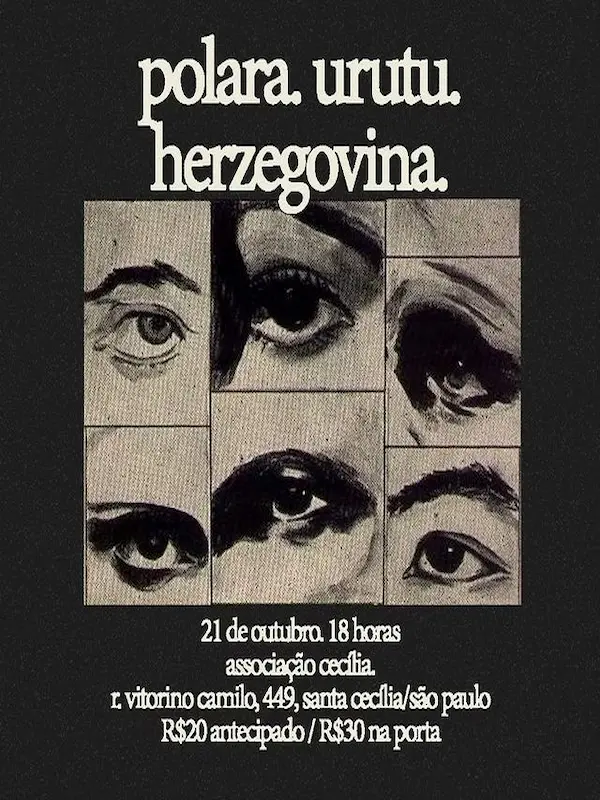 polara. urutu.
herzegovina.
21 de outubro. 18 horas
associação cecília.
r. vitorino camilo, 449, santa cecília/são paulo
R$20 antecipado / R$30 na porta